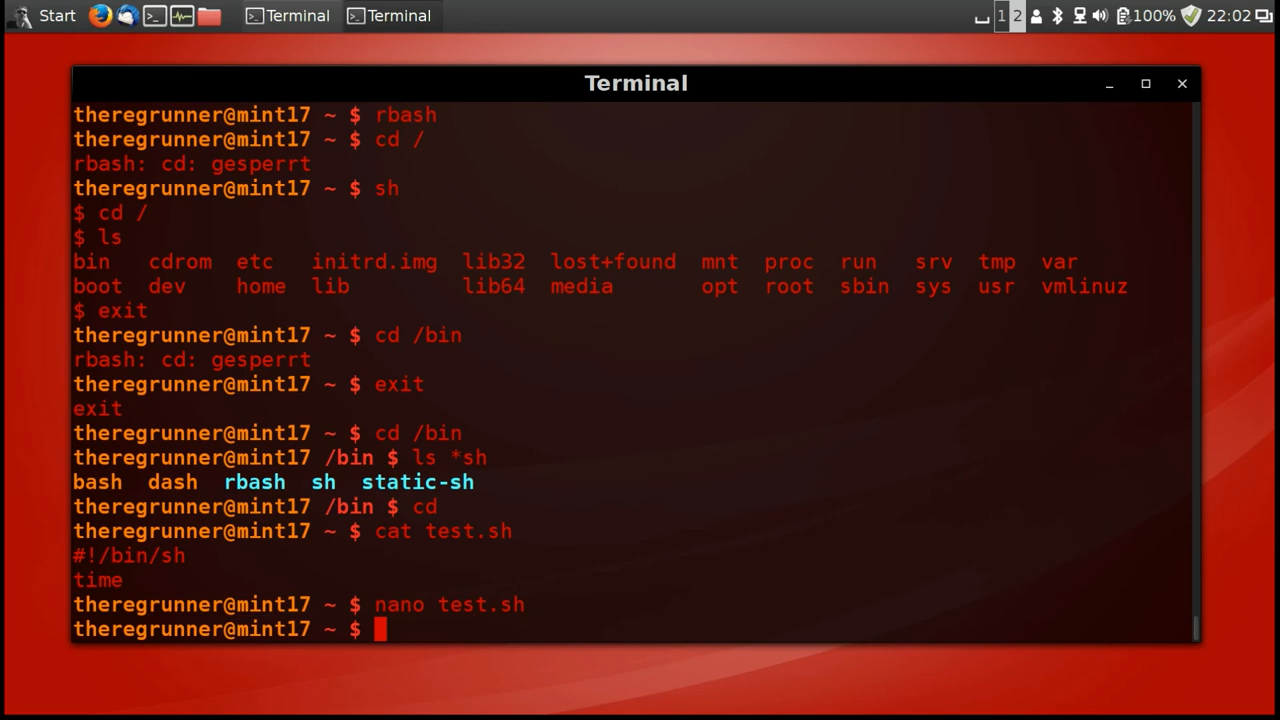 Start Terminal Terminal 1 2 100% 22:02
Terminal
theregrunner@mint17 ~ $ rbash
theregrunner@mint17 ~ $ cd /
rbash: cd: gesperrt
theregrunner@mint17 ~ $ sh
$ cd /
$ ls
bin cdrom etc initrd.img lib32 lost+found mnt proc run srv tmp var
boot dev home lib lib64 media opt root sbin sys usr vmlinuz
$ exit
theregrunner@mint17 ~ $ cd /bin
rbash: cd: gesperrt
theregrunner@mint17 ~ $ exit
exit
theregrunner@mint17 ~ $ cd /bin
theregrunner@mint17 /bin $ ls *sh
bash dash rbash sh static-sh
theregrunner@mint17 /bin $ cd
theregrunner@mint17 ~ $ cat test.sh
#!/bin/sh
time
theregrunner@mint17 ~ $ nano test.sh
theregrunner@mint17 ~ $